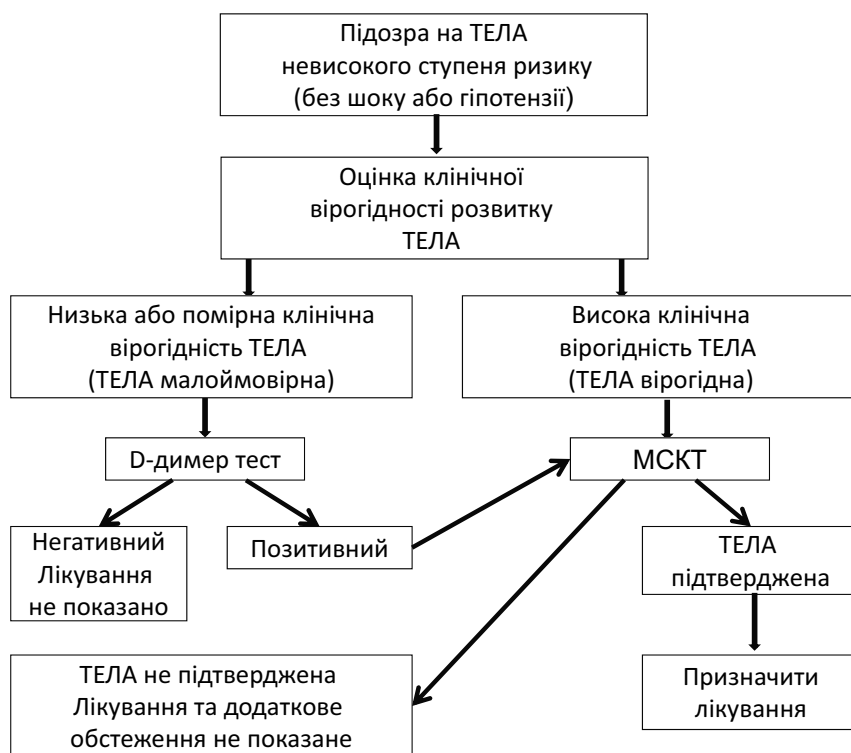 Підозра на ТЕЛА
невисокого ступеня ризику
(без шоку або гіпотензії)
Оцінка клінічної
вірогідності розвитку
ТЕЛА
Низька або помірна клінічна
вірогідність ТЕЛА
(ТЕЛА малоймовірна)
Висока клінічна
вірогідність ТЕЛА
(ТЕЛА вірогідна)
D-димер тест
МСКТ
Негативний
Лікування
не показано
Позитивний
ТЕЛА
підтверджена
ТЕЛА не підтверджена
Лікування та додаткове
обстеження не показане
Призначити
лікування